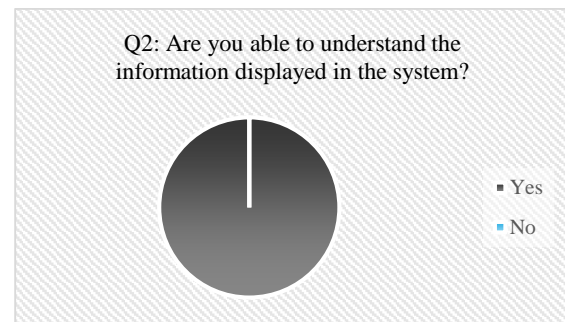 Q2: Are you able to understand the
information displayed in the system?
Yes
No